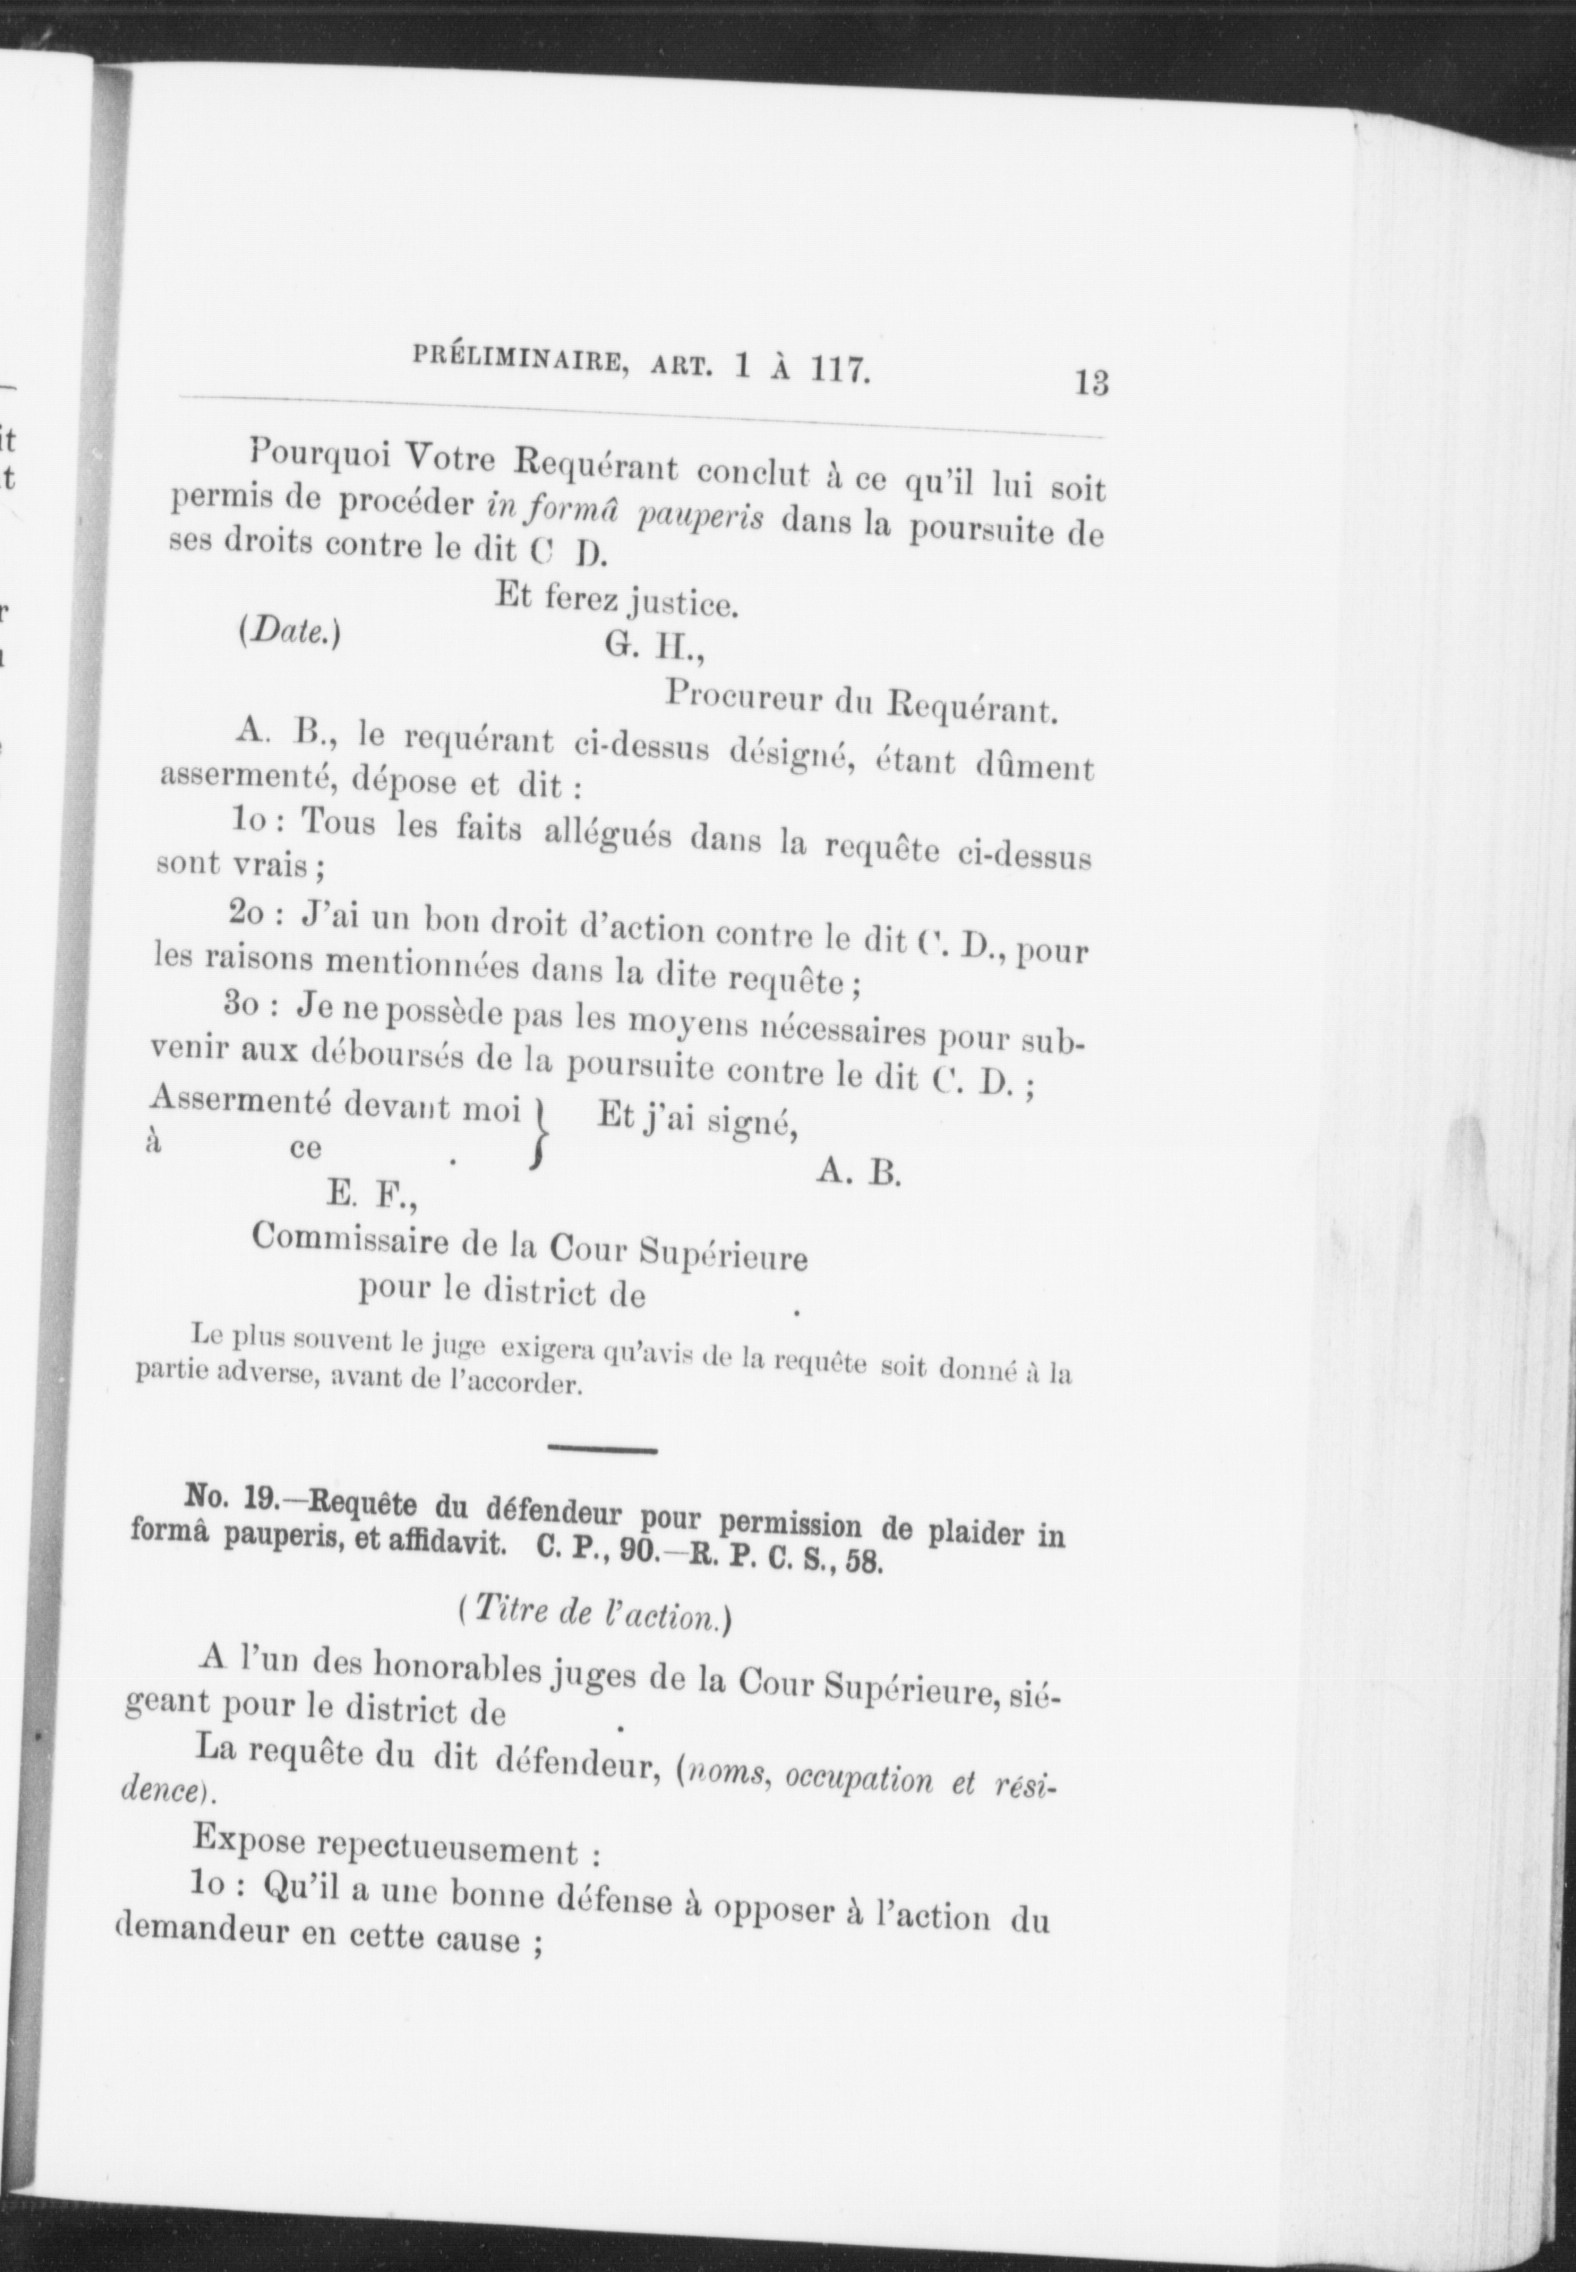 PRÉLIMINAIRE, ART. 1 À 117. 13
Pourquoi Votre Requérant conclut à ce qu'il lui soit
permis de procéder in formâ pauperis dans la poursuite de
ses droits contre le dit C D.
Et ferez justice.
(Date.) G. H.,
Procureur du Requérant.
A. B., le requérant ci-dessus désigné, étant dûment
assermenté, dépose et dit :
1o : Tous les faits allégués dans la requête ci-dessus
sont vrais ;
2o : J'ai un bon droit d'action contre le dit C. D., pour
les raisons mentionnées dans la dite requête ;
3o : Je ne possède pas les moyens nécessaires pour sub-
venir aux déboursés de la poursuite contre le dit C. D. ;
Assermenté devant moi } Et j'ai signé,
à ce .
A. B.
E. F.,
Commissaire de la Cour Supérieure
pour le district de .
Le plus souvent le juge exigera qu'avis de la requête soit donné à la
partie adverse, avant de l'accorder.
No. 19.—Requête du défendeur pour permission de plaider in
formâ pauperis, et affidavit. C. P., 90.—R. P. C. S., 58.
(Titre de l'action.)
A l'un des honorables juges de la Cour Supérieure, sié-
geant pour le district de .
La requête du dit défendeur, (noms, occupation et rési-
dence).
Expose repectueusement :
1o : Qu'il a une bonne défense à opposer à l'action du
demandeur en cette cause ;